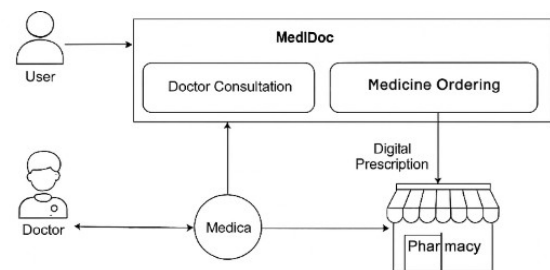 MedIDoc
User
Doctor Consultation
Medicine Ordering
Digital
Prescription
Doctor
Medica
Pharmacy